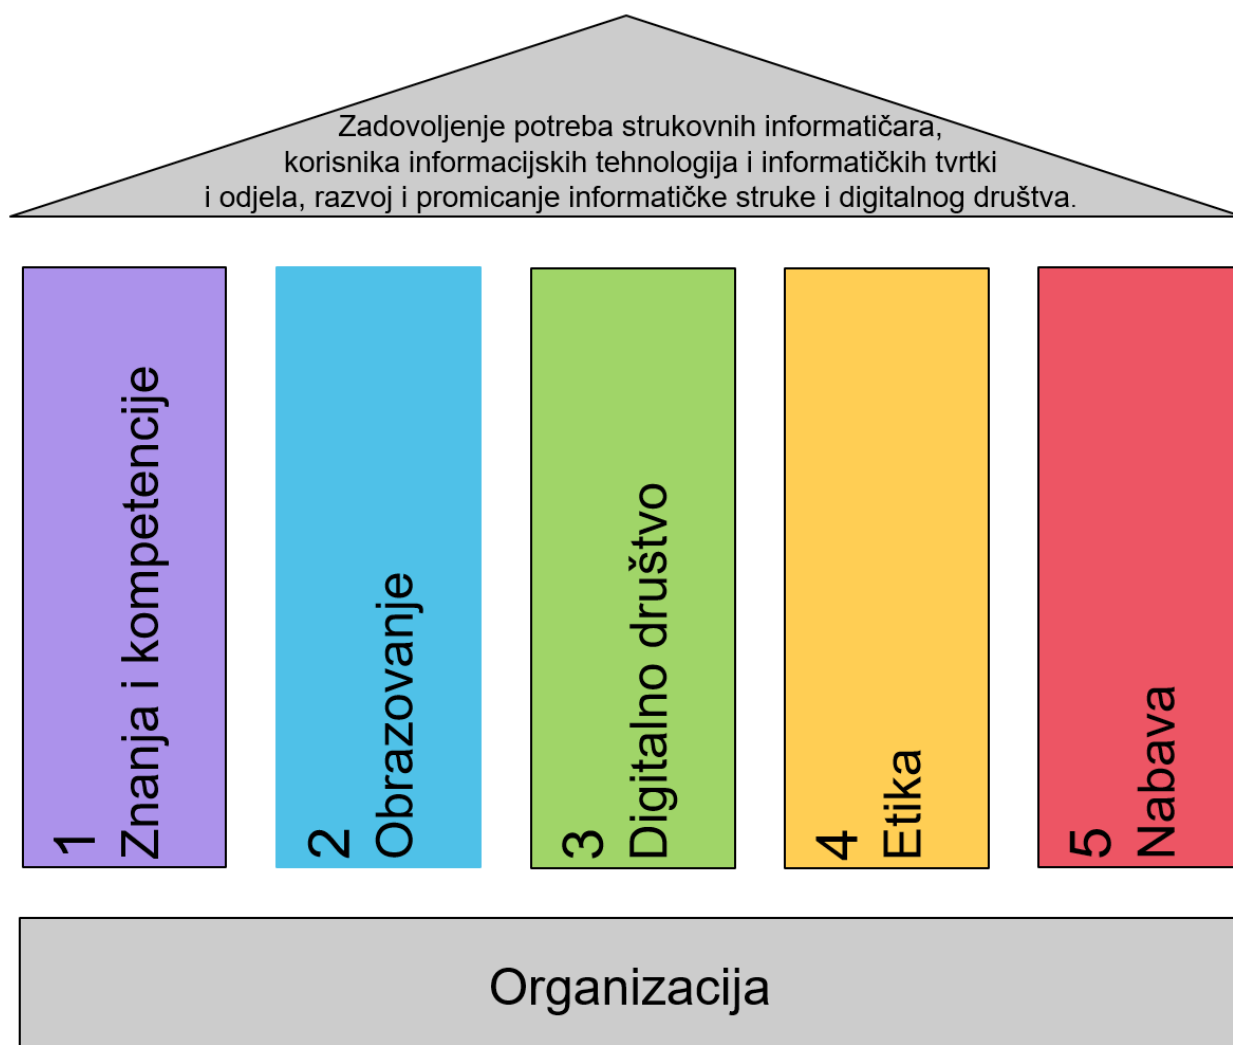 Zadovoljenje potreba strukovnih informatičara,
korisnika informacijskih tehnologija i informatičkih tvrtki
i odjela, razvoj i promicanje informatičke struke i digitalnog društva.
1
Znanja i kompetencije
2
Obrazovanje
3
Digitalno društvo
4
Etika
5
Nabava
Organizacija